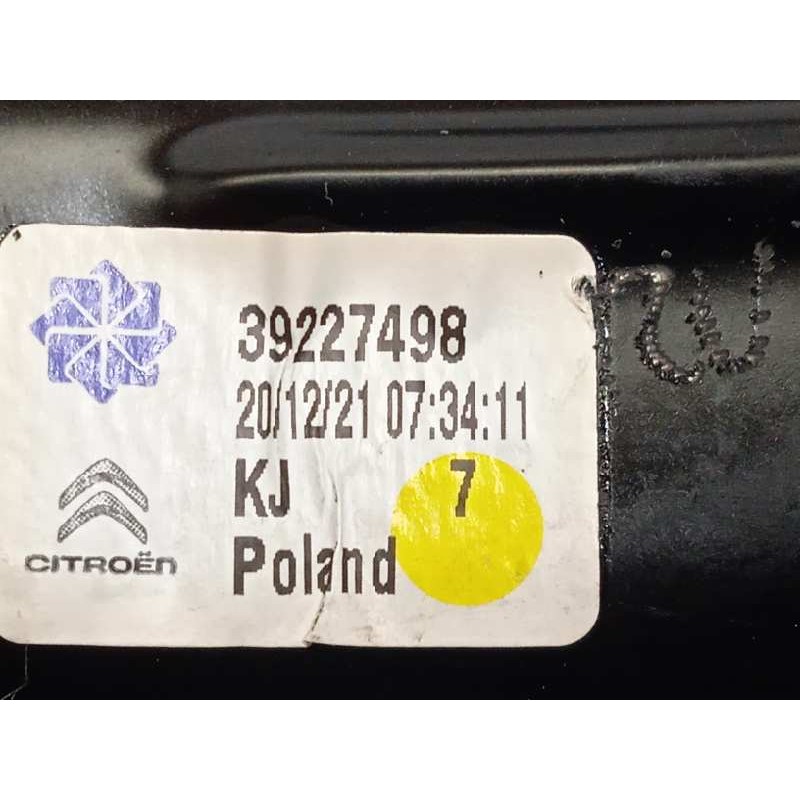 39227498
20/12/21 07:34:11
KJ 7
Poland
CITROËN